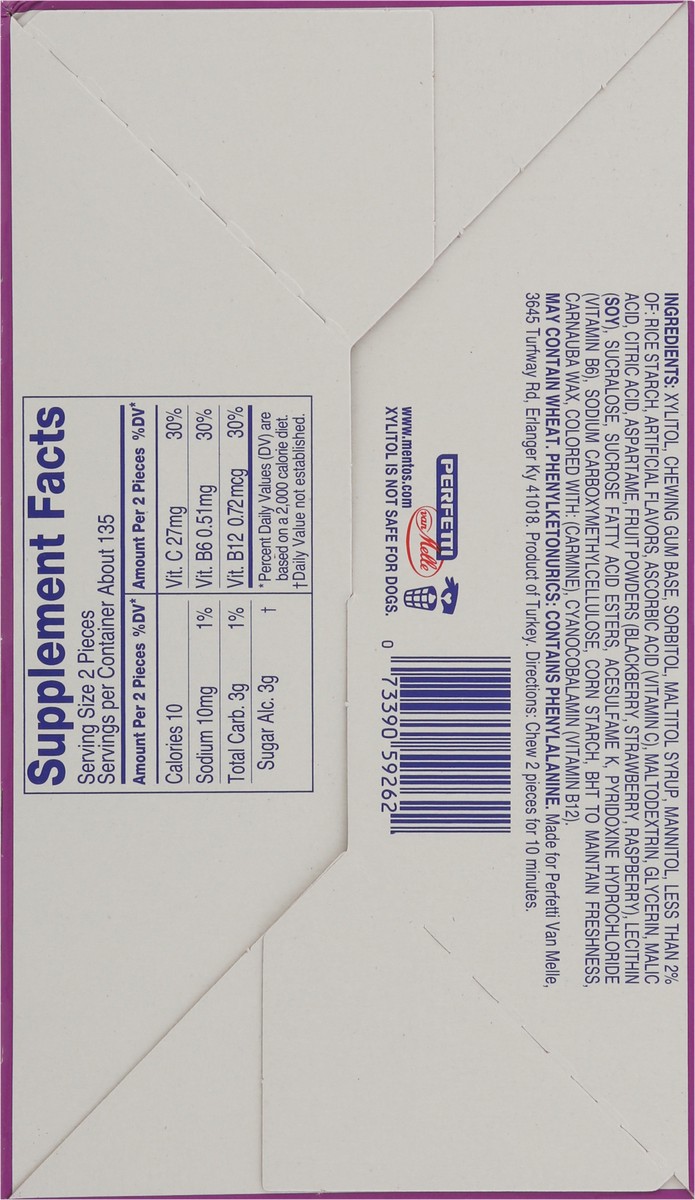 INGREDIENTS: XYLITOL, CHEWING GUM BASE, SORBITOL, MALTITOL SYRUP, MANNITOL, LESS THAN 2%
OF: RICE STARCH, ARTIFICIAL FLAVORS, ASCORBIC ACID (VITAMIN C), MALTODEXTRIN, GLYCERIN, MALIC
ACID, CITRIC ACID, ASPARTAME, FRUIT POWDERS (BLACKBERRY, STRAWBERRY, RASPBERRY), LECITHIN
(SOY), SUCRALOSE, SUCROSE FATTY ACID ESTERS, ACESULFAME K, PYRIDOXINE HYDROCHLORIDE
(VITAMIN B6), SODIUM CARBOXYMETHYLCELLULOSE, CORN STARCH, BHT TO MAINTAIN FRESHNESS,
CARNAUBA WAX, COLORED WITH: (CARMINE), CYANOCOBALAMIN (VITAMIN B12).
MAY CONTAIN WHEAT. PHENYLKETONURICS: CONTAINS PHENYLALANINE. Made for Perfetti Van Melle,
3645 Turfway Rd, Erlanger Ky 41018. Product of Turkey. Directions: Chew 2 pieces for 10 minutes.
PERFETTI
van Melle
www.mentos.com
XYLITOL IS NOT SAFE FOR DOGS.
0 73390 59262
Supplement Facts
Serving Size 2 Pieces
Servings per Container About 135
Amount Per 2 Pieces %DV*
Calories 10
Sodium 10mg 1%
Total Carb. 3g 1%
Sugar Alc. 3g †
Amount Per 2 Pieces %DV*
Vit. C 27mg 30%
Vit. B6 0.51mg 30%
Vit. B12 0.72mcg 30%
*Percent Daily Values (DV) are
based on a 2,000 calorie diet.
†Daily Value not established.